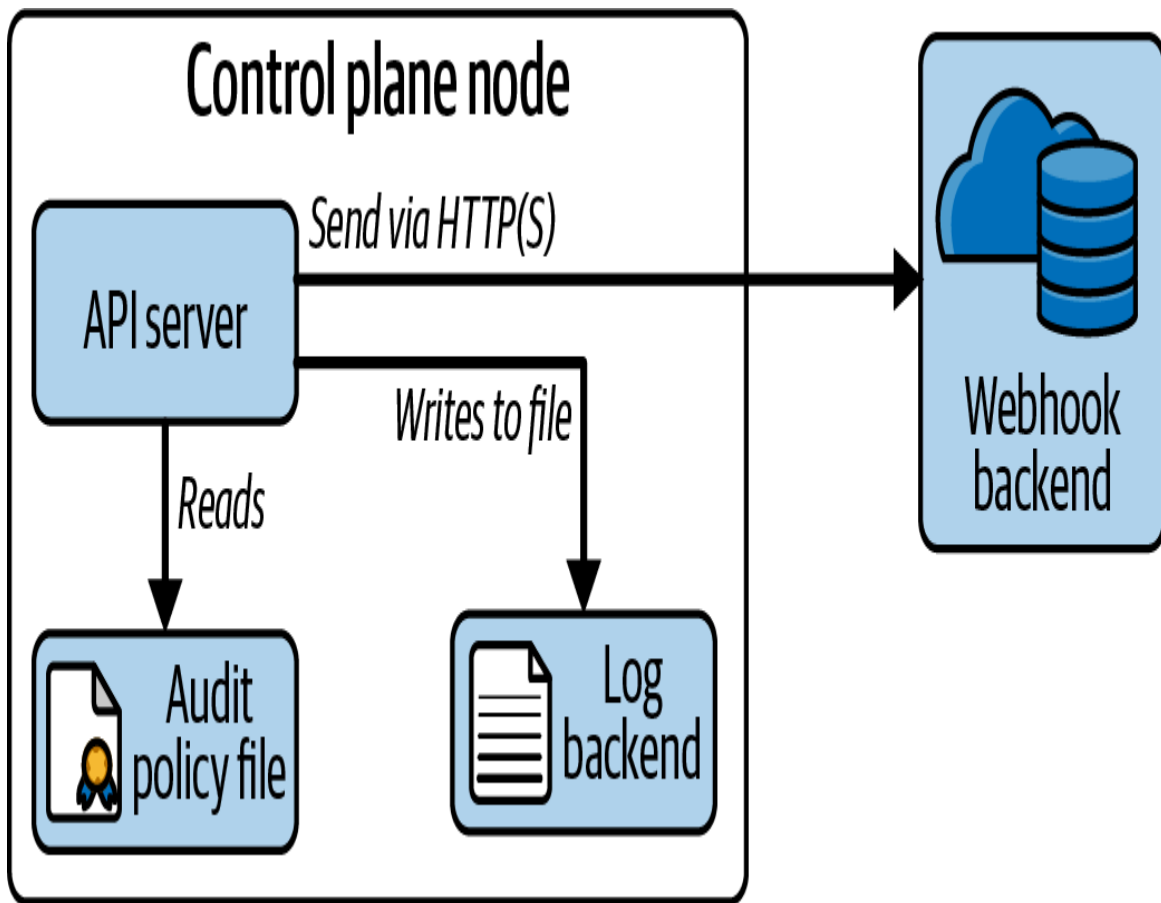 Control plane node
Send via HTTP(S)
API server
Writes to file
Webhook
backend
Reads
Audit
policy file
Log
backend